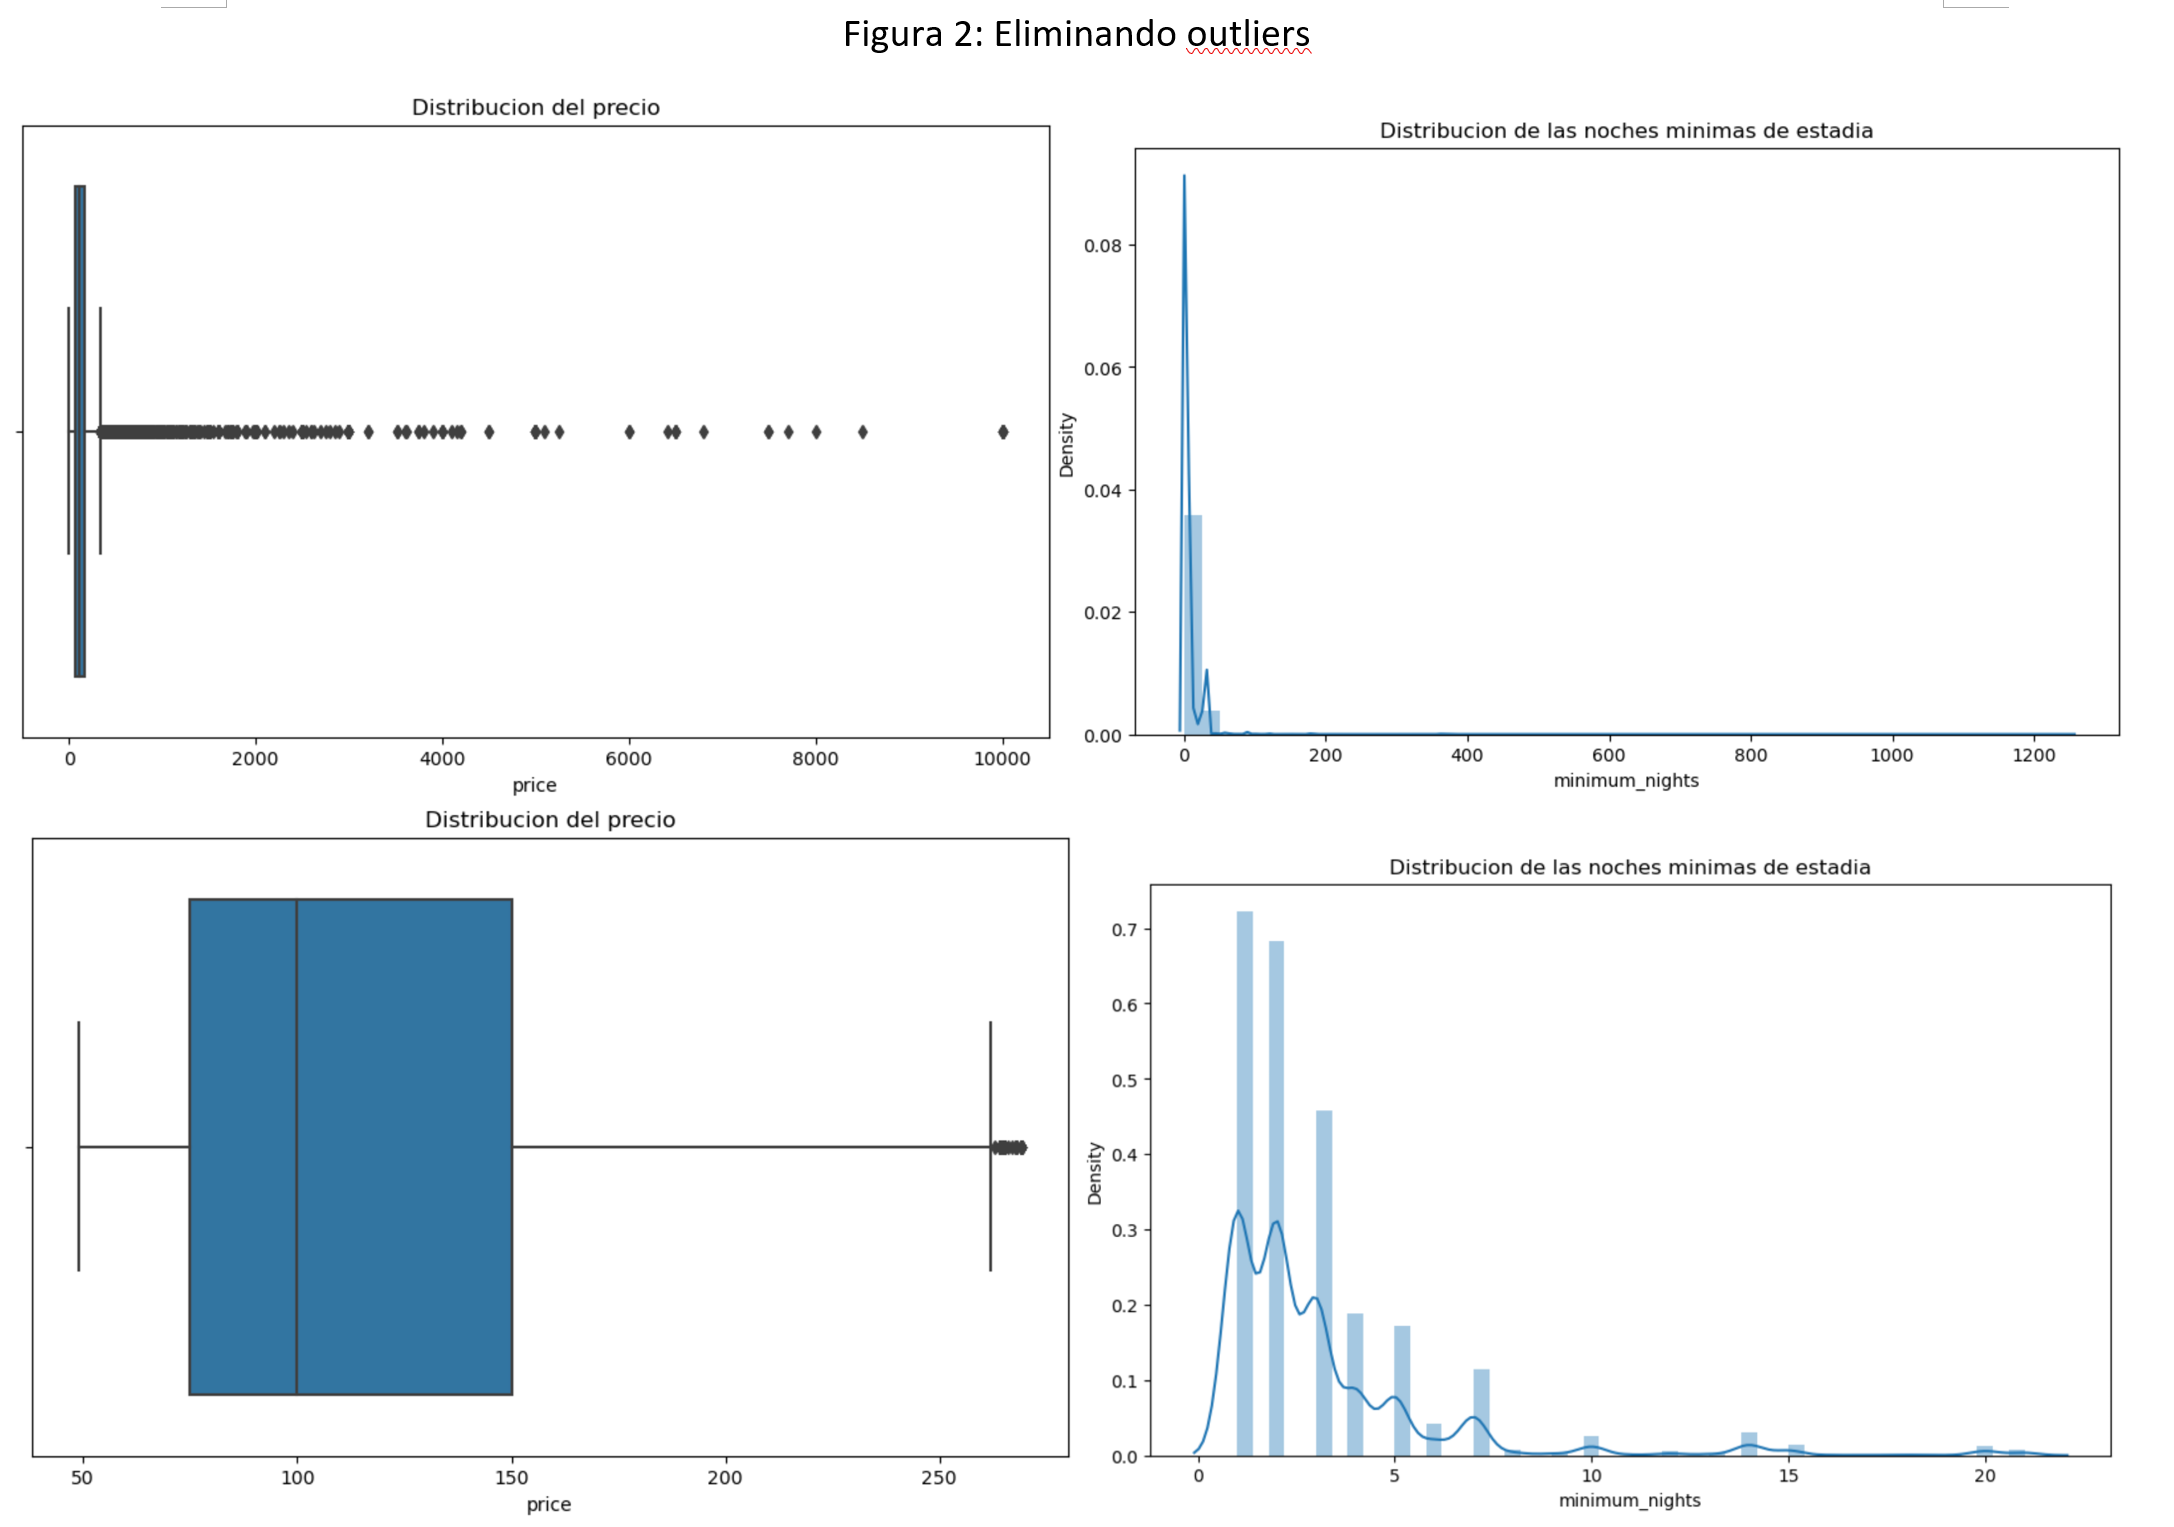 Figura 2: Eliminando outliers
Distribucion del precio
0 2000 4000 6000 8000 10000
price
Distribucion de las noches minimas de estadia
Density
0.08
0.06
0.04
0.02
0.00
0 200 400 600 800 1000 1200
minimum_nights
Distribucion del precio
50 100 150 200 250
price
Distribucion de las noches minimas de estadia
Density
0.7
0.6
0.5
0.4
0.3
0.2
0.1
0.0
0 5 10 15 20
minimum_nights